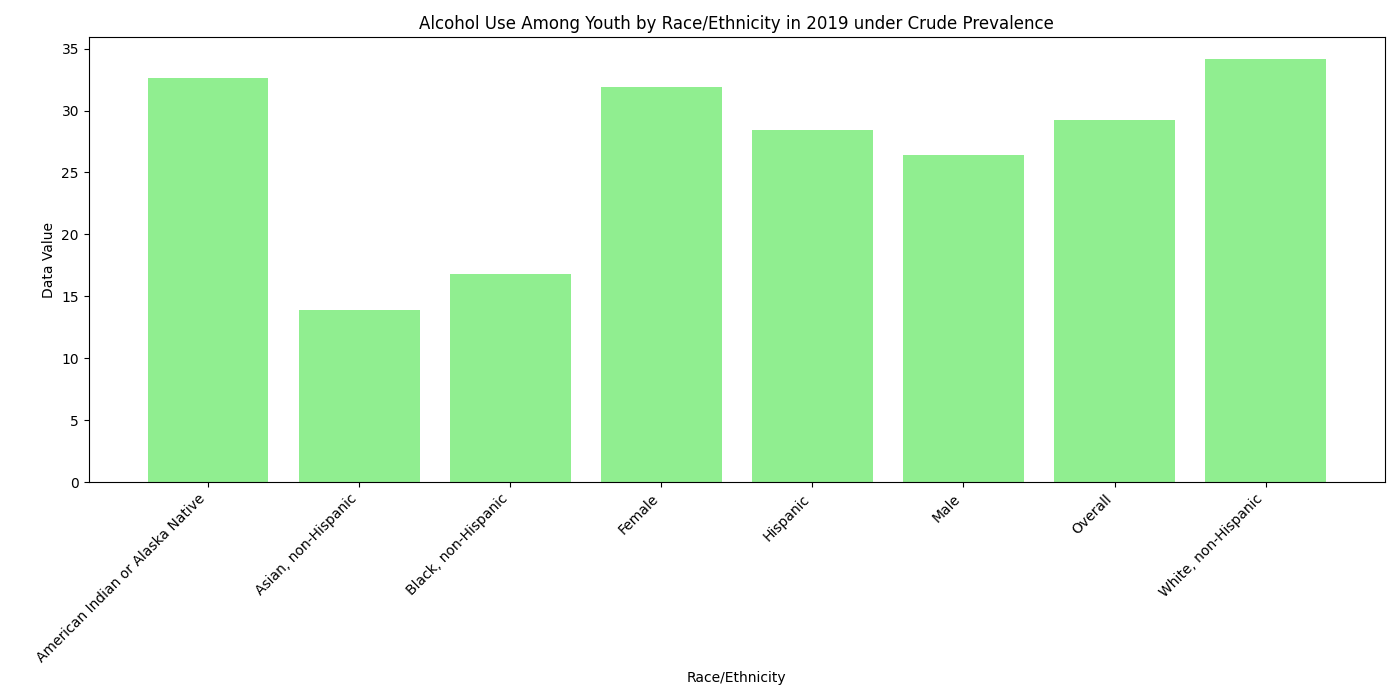 Alcohol Use Among Youth by Race/Ethnicity in 2019 under Crude Prevalence
35
30
25
20
15
10
5
0
Data Value
American Indian or Alaska Native
Asian, non-Hispanic
Black, non-Hispanic
Female
Hispanic
Male
Overall
White, non-Hispanic
Race/Ethnicity